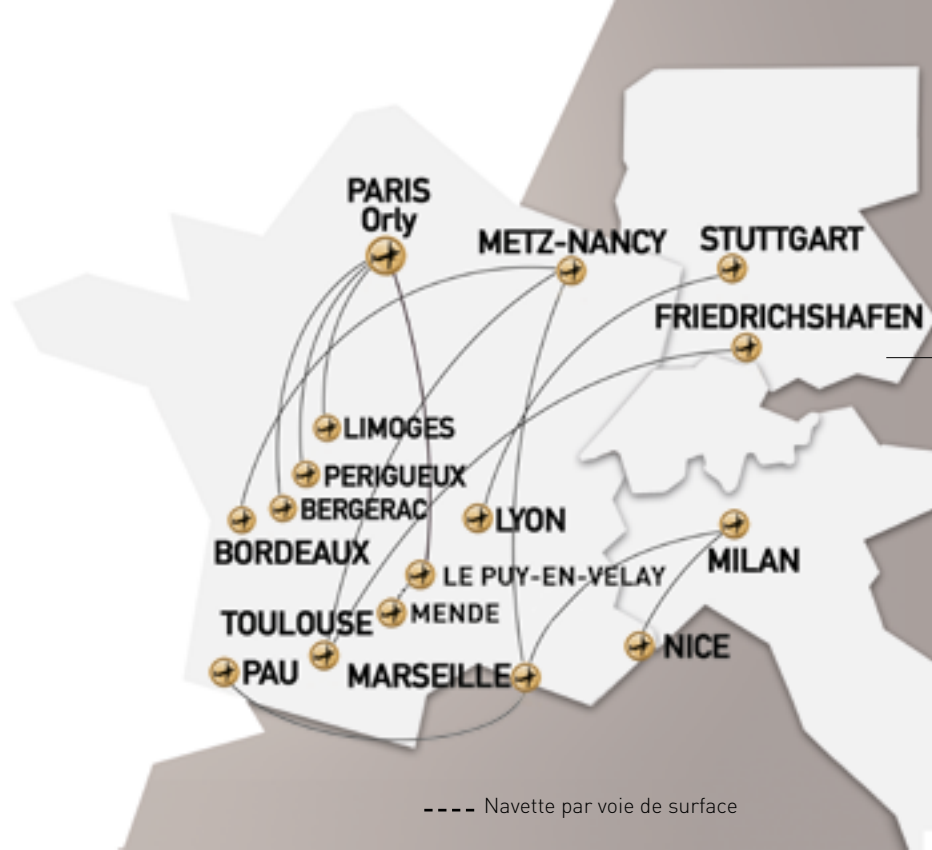 PARIS
Orly
METZ-NANCY
STUTTGART
FRIEDRICHSHAFEN
LIMOGES
PERIGUEUX
BERGERAC
LYON
BORDEAUX
MILAN
LE PUY-EN-VELAY
MENDE
TOULOUSE
NICE
PAU
MARSEILLE
Navette par voie de surface